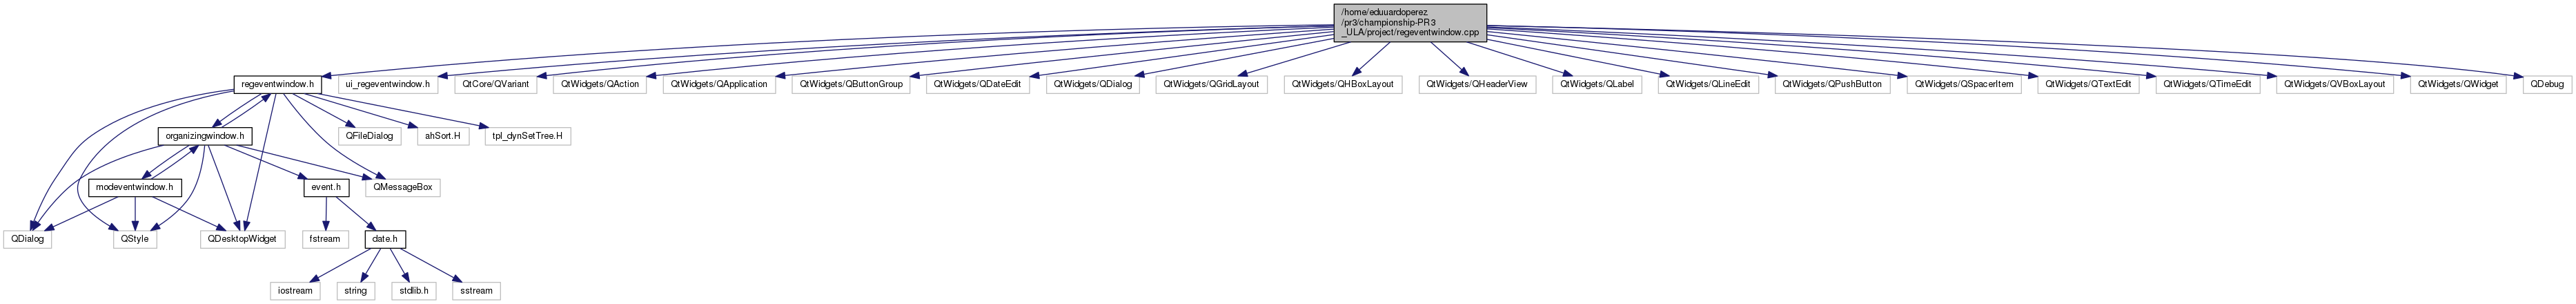 /home/eduuardoperez
/pr3/championship-PR3
_ULA/project/regeventwindow.cpp
regeventwindow.h
ui_regeventwindow.h
QtCore/QVariant
QtWidgets/QAction
QtWidgets/QApplication
QtWidgets/QButtonGroup
QtWidgets/QDateEdit
QtWidgets/QDialog
QtWidgets/QGridLayout
QtWidgets/QHBoxLayout
QtWidgets/QHeaderView
QtWidgets/QLabel
QtWidgets/QLineEdit
QtWidgets/QPushButton
QtWidgets/QSpacerItem
QtWidgets/QTextEdit
QtWidgets/QTimeEdit
QtWidgets/QVBoxLayout
QtWidgets/QWidget
QDebug
organizingwindow.h
QFileDialog
ahSort.H
tpl_dynSetTree.H
modeventwindow.h
event.h
QMessageBox
QDialog
QStyle
QDesktopWidget
fstream
date.h
iostream
string
stdlib.h
sstream